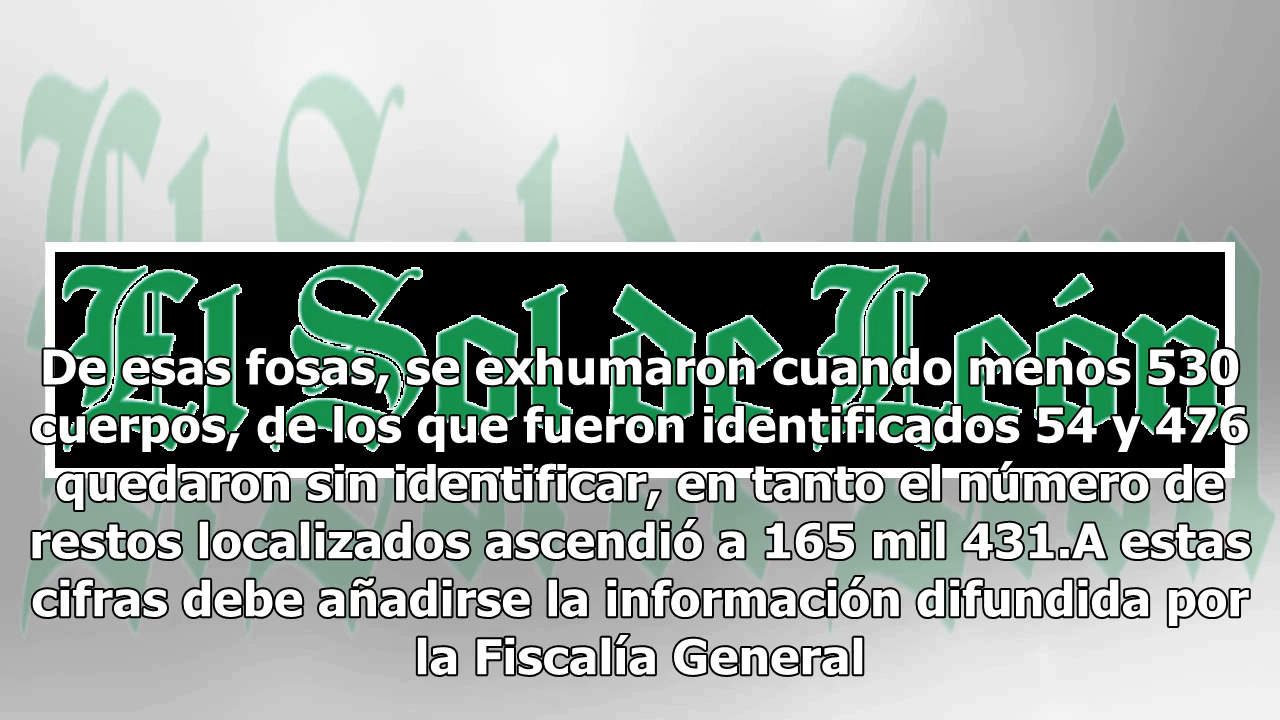 El Sol de León
De esas fosas, se exhumaron cuando menos 530
cuerpos, de los que fueron identificados 54 y 476
quedaron sin identificar, en tanto el número de
restos localizados ascendió a 165 mil 431.A estas
cifras debe añadirse la información difundida por
la Fiscalía General